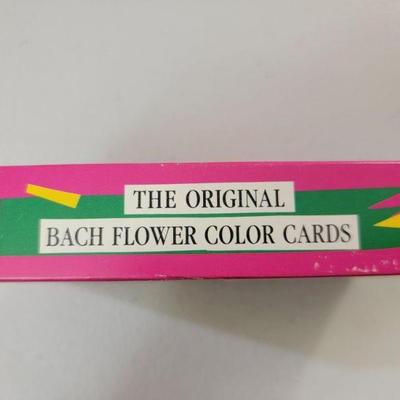 THE ORIGINAL
BACH FLOWER COLOR CARDS